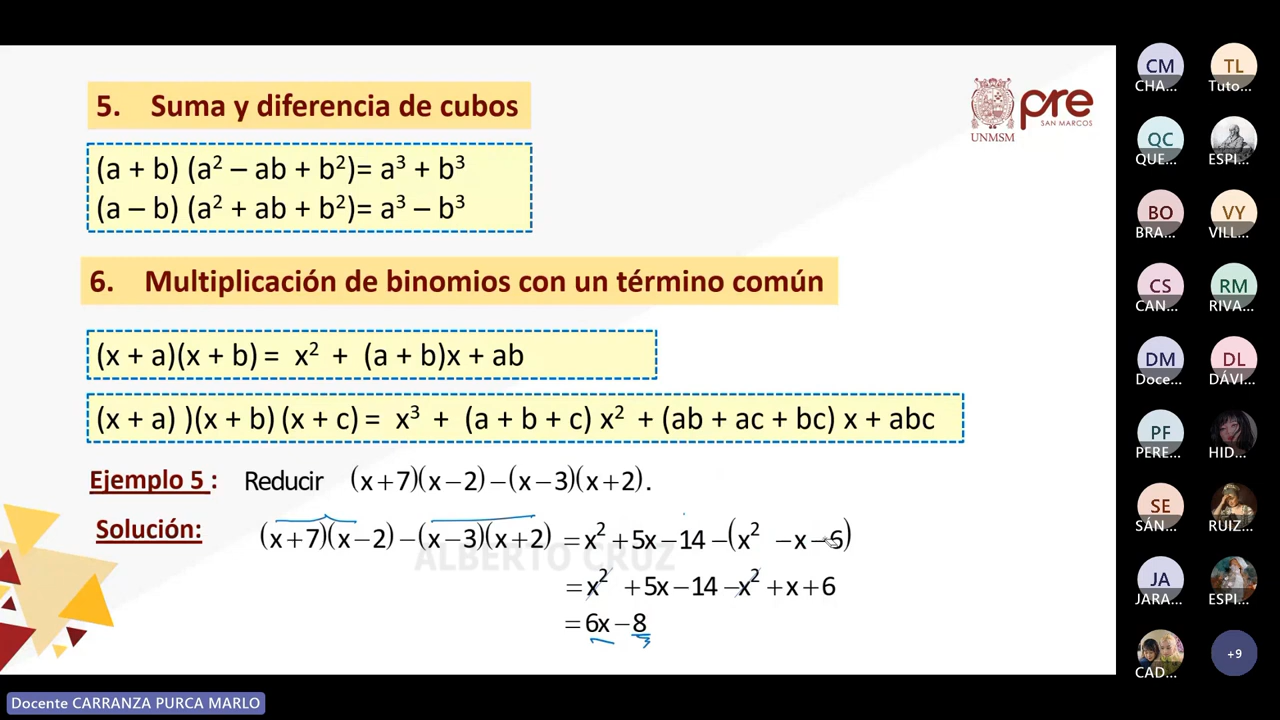 5. Suma y diferencia de cubos
UNMSM
pre
SAN MARCOS
(a + b) (a² – ab + b²)= a³ + b³
(a – b) (a² + ab + b²)= a³ – b³
6. Multiplicación de binomios con un término común
(x + a)(x + b) = x² + (a + b)x + ab
(x + a) )(x + b) (x + c) = x³ + (a + b + c) x² + (ab + ac + bc) x + abc
Ejemplo 5 : Reducir (x+7)(x−2)−(x−3)(x+2).
Solución: (x+7)(x−2)−(x−3)(x+2) = x² +5x−14−(x² −x−6)
ALBERTO CRUZ
= x² +5x−14−x² +x+6
= 6x−8
CM
CHA...
TL
Tuto...
QC
QUE...
ESPI...
BO
BRA...
VY
VILL...
CS
CAN...
RM
RIVA...
DM
Doce...
DL
DÁVI...
PF
PERE...
HID...
SE
SÁN...
RUIZ...
JA
JARA...
ESPI...
CAD...
+9
Docente CARRANZA PURCA MARLO